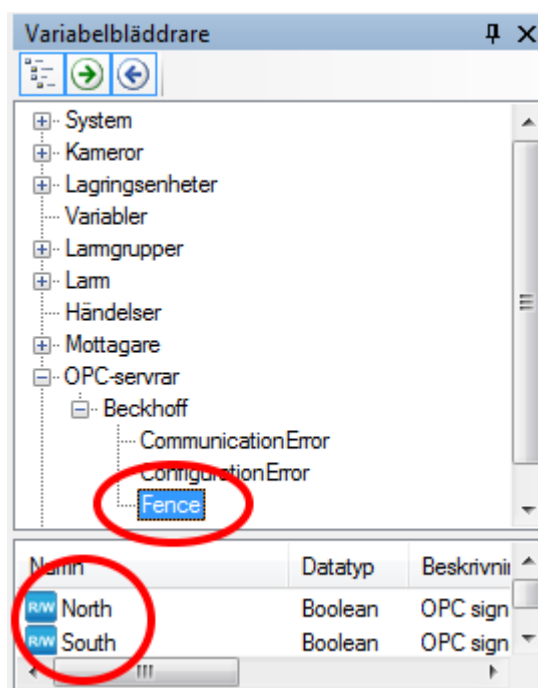 Variabelbläddrare
System
Kameror
Lagringsenheter
Variabler
Larmgrupper
Larm
Händelser
Mottagare
OPC-servrar
Beckhoff
CommunicationError
ConfigurationError
Fence
Namn Datatyp Beskrivnin
R/W North Boolean OPC sign
R/W South Boolean OPC sign